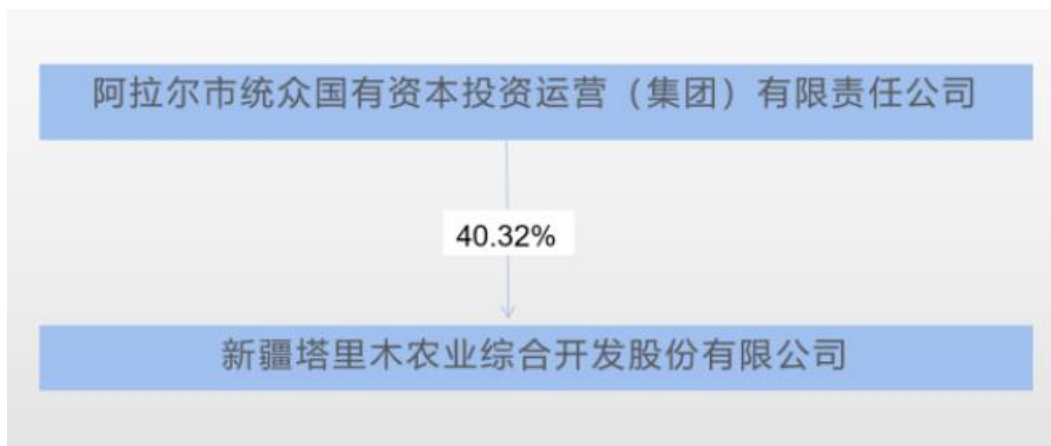 阿拉尔市统众国有资本投资运营（集团）有限责任公司
40.32%
新疆塔里木农业综合开发股份有限公司